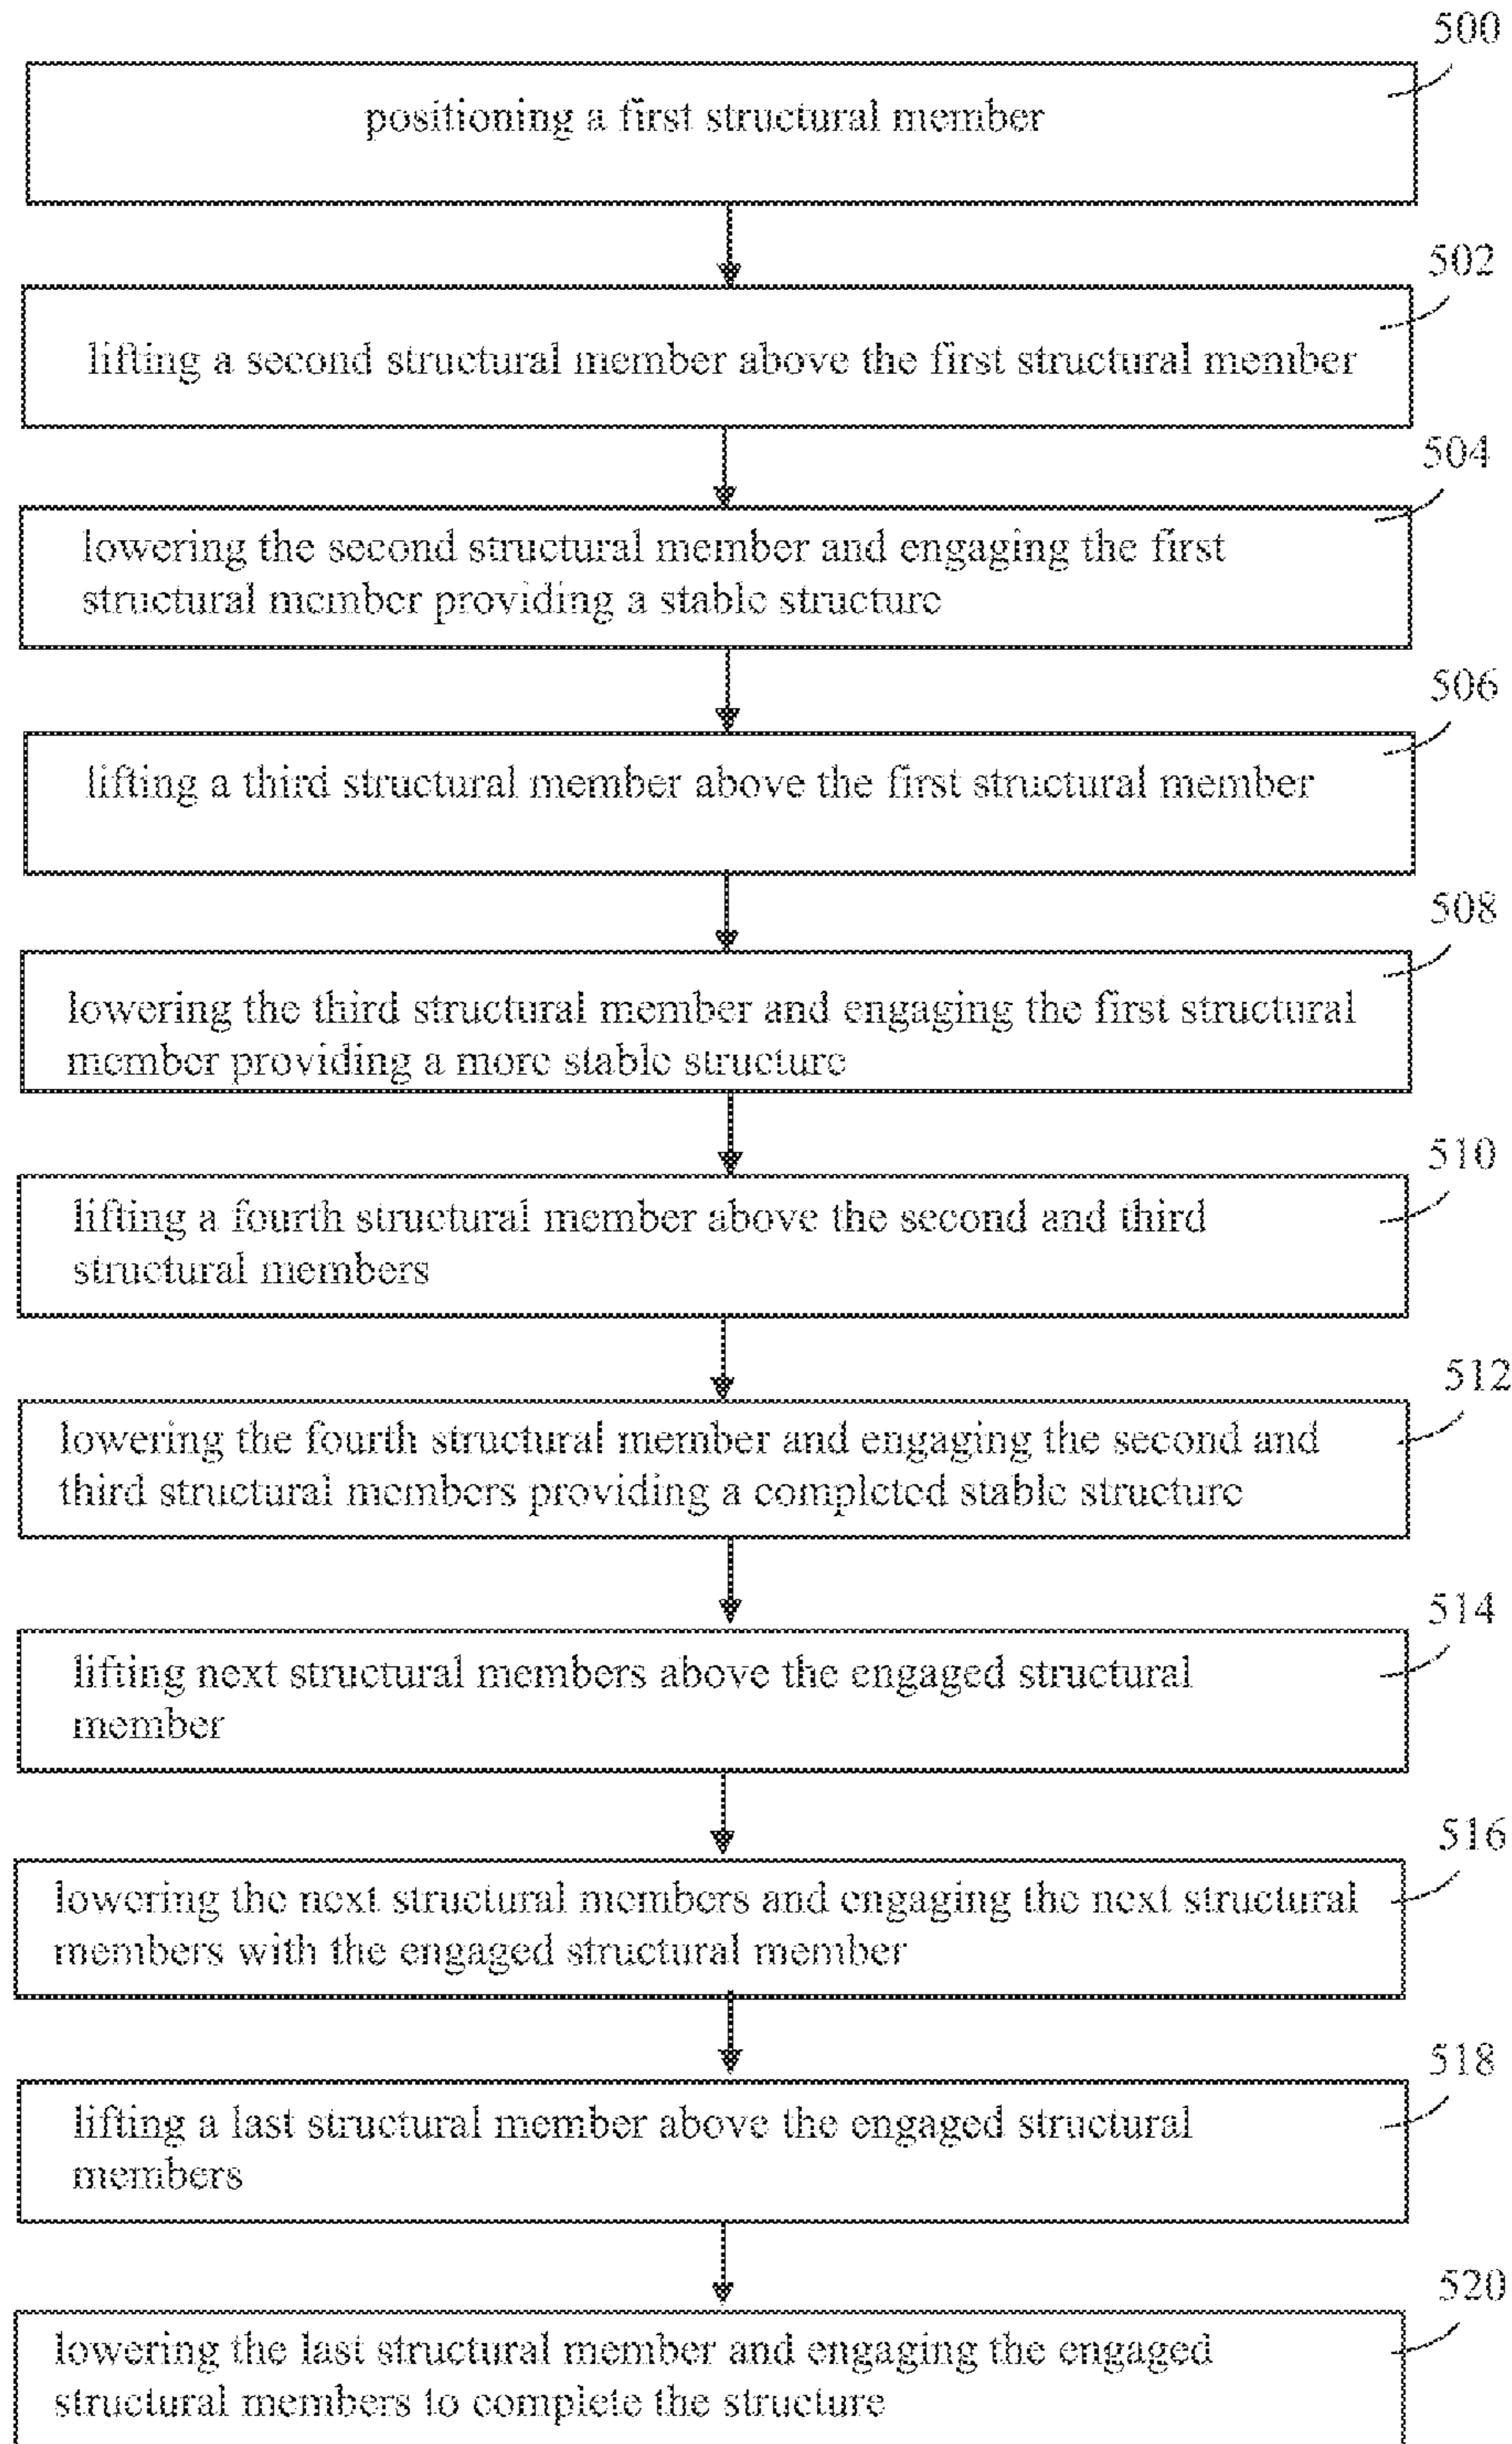 500
positioning a first structural member
502
lifting a second structural member above the first structural member
504
lowering the second structural member and engaging the first
structural member providing a stable structure
506
lifting a third structural member above the first structural member
508
lowering the third structural member and engaging the first structural
member providing a more stable structure
510
lifting a fourth structural member above the second and third
structural members
512
lowering the fourth structural member and engaging the second and
third structural members providing a completed stable structure
514
lifting next structural members above the engaged structural
member
516
lowering the next structural members and engaging the next structural
members with the engaged structural member
518
lifting a last structural member above the engaged structural
members
520
lowering the last structural member and engaging the engaged
structural members to complete the structure